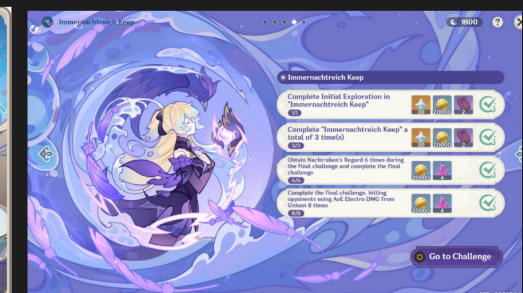 Immernachtreich Keep
1800
?
Immernachtreich Keep
Complete Initial Exploration in
"Immernachtreich Keep"
1/1
30
20000
2
Complete "Immernachtreich Keep" a
total of 3 time(s)
3/3
30
20000
2
Obtain Nachtraben's Regard 6 times during
the final challenge and complete the final
challenge
6/6
20000
4
Complete the final challenge, hitting
opponents using AoE Electro DMG from
Unison 8 times
8/8
20000
4
Go to Challenge